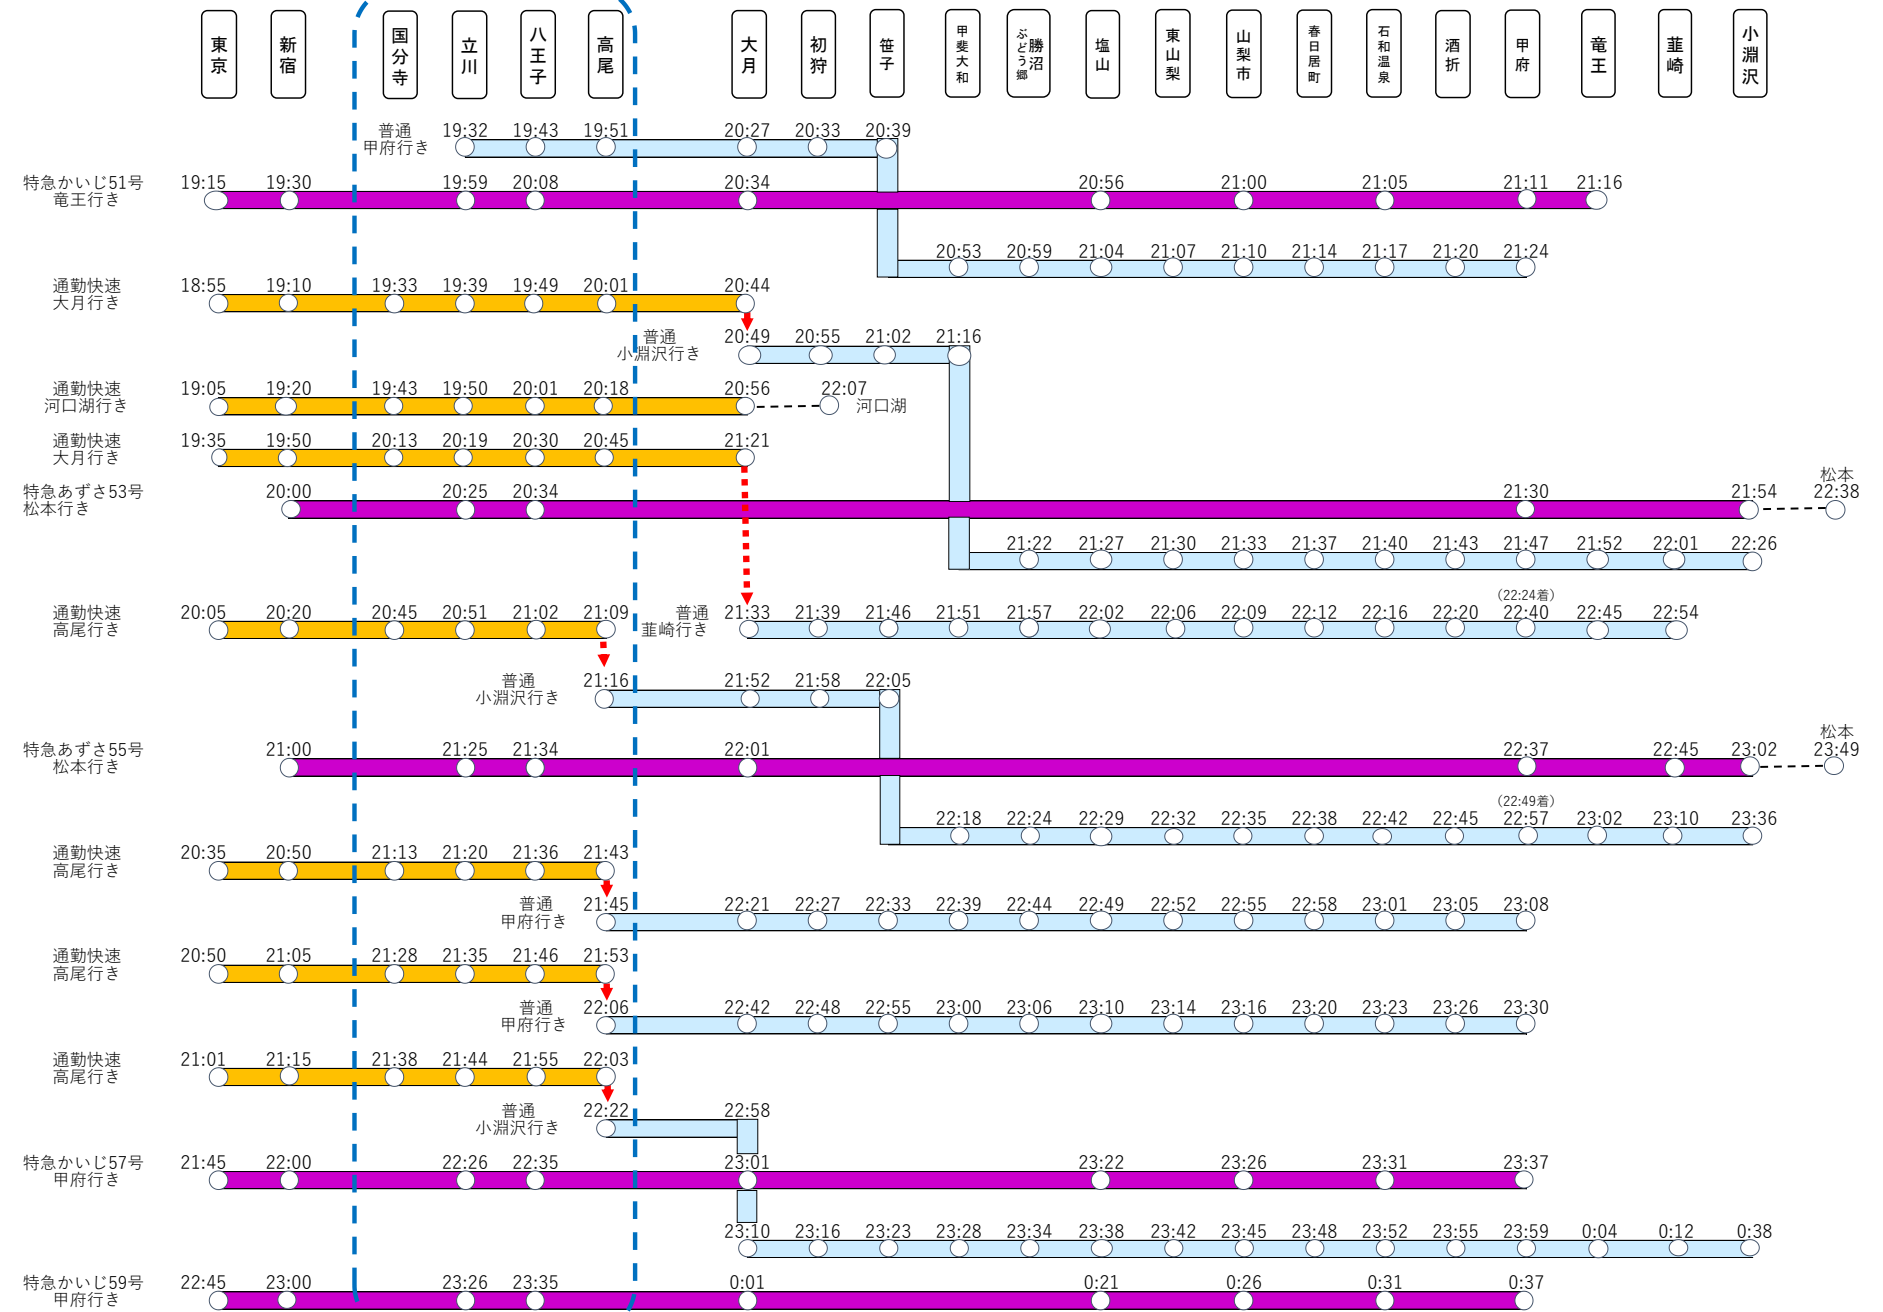 東京 新宿 国分寺 立川 八王子 高尾 大月 初狩 笹子 甲斐大和 勝沼ぶどう郷 塩山 東山梨 山梨市 春日居町 石和温泉 酒折 甲府 竜王 韮崎 小淵沢
普通
甲府行き
19:32 19:43 19:51 20:27 20:33 20:39
特急かいじ51号
竜王行き
19:15 19:30 19:59 20:08 20:34 20:56 21:00 21:05 21:11 21:16
20:53 20:59 21:04 21:07 21:10 21:14 21:17 21:20 21:24
通勤快速
大月行き
18:55 19:10 19:33 19:39 19:49 20:01 20:44
普通
小淵沢行き
20:49 20:55 21:02 21:16
通勤快速
河口湖行き
19:05 19:20 19:43 19:50 20:01 20:18 20:56 22:07
河口湖
通勤快速
大月行き
19:35 19:50 20:13 20:19 20:30 20:45 21:21
特急あずさ53号
松本行き
20:00 20:25 20:34 21:30 21:54
松本
22:38
21:22 21:27 21:30 21:33 21:37 21:40 21:43 21:47 21:52 22:01 22:26
通勤快速
高尾行き
20:05 20:20 20:45 20:51 21:02 21:09
普通
韮崎行き
(22:24着)
21:33 21:39 21:46 21:51 21:57 22:02 22:06 22:09 22:12 22:16 22:20 22:40 22:45 22:54
普通
小淵沢行き
21:16 21:52 21:58 22:05
特急あずさ55号
松本行き
21:00 21:25 21:34 22:01 22:37 22:45 23:02
松本
23:49
(22:49着)
22:18 22:24 22:29 22:32 22:35 22:38 22:42 22:45 22:57 23:02 23:10 23:36
通勤快速
高尾行き
20:35 20:50 21:13 21:20 21:36 21:43
普通
甲府行き
21:45 22:21 22:27 22:33 22:39 22:44 22:49 22:52 22:55 22:58 23:01 23:05 23:08
通勤快速
高尾行き
20:50 21:05 21:28 21:35 21:46 21:53
普通
甲府行き
22:06 22:42 22:48 22:55 23:00 23:06 23:10 23:14 23:16 23:20 23:23 23:26 23:30
通勤快速
高尾行き
21:01 21:15 21:38 21:44 21:55 22:03
普通
小淵沢行き
22:22 22:58
特急かいじ57号
甲府行き
21:45 22:00 22:26 22:35 23:01 23:22 23:26 23:31 23:37
23:10 23:16 23:23 23:28 23:34 23:38 23:42 23:45 23:48 23:52 23:55 23:59 0:04 0:12 0:38
特急かいじ59号
甲府行き
22:45 23:00 23:26 23:35 0:01 0:21 0:26 0:31 0:37